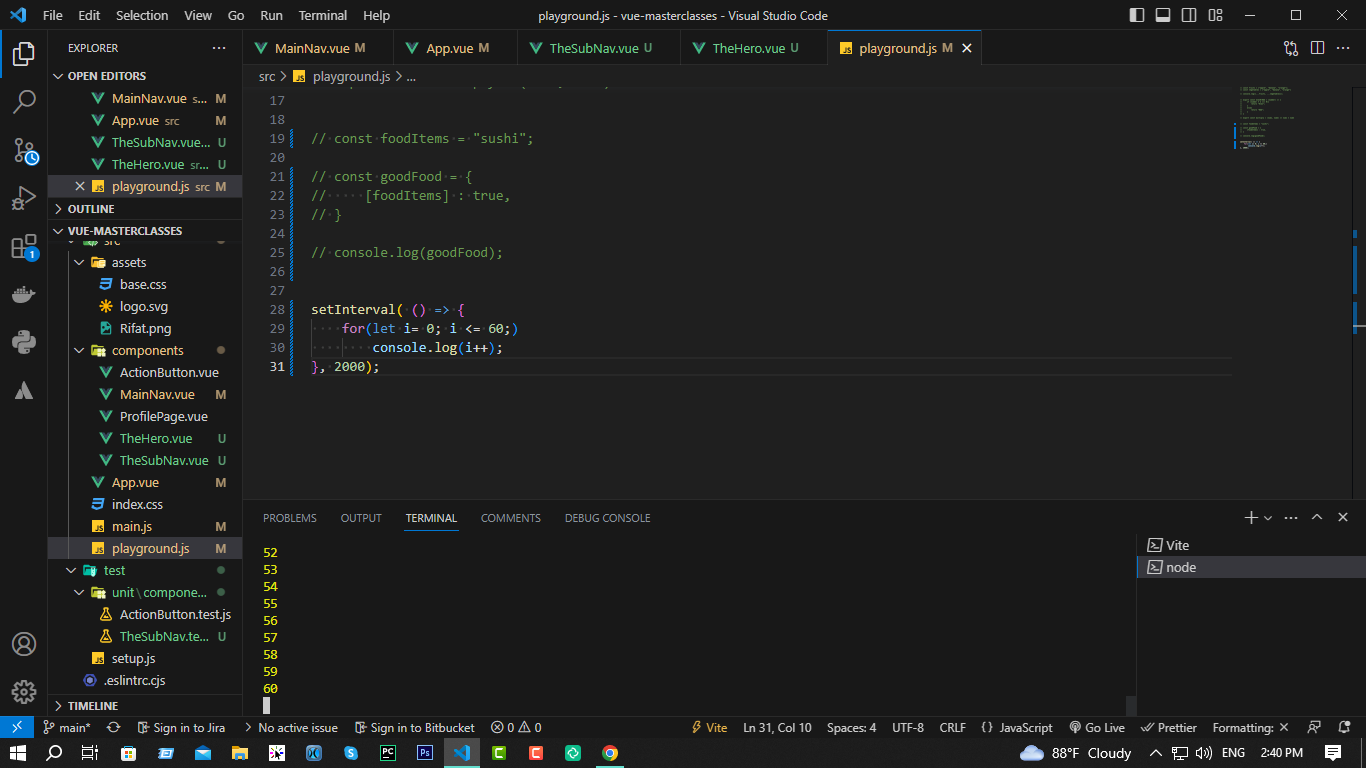 File Edit Selection View Go Run Terminal Help playground.js - vue-masterclasses - Visual Studio Code
EXPLORER
OPEN EDITORS
MainNav.vue s... M
App.vue src M
TheSubNav.vue... U
TheHero.vue sr... U
playground.js src M
OUTLINE
VUE-MASTERCLASSES
src
assets
base.css
logo.svg
Rifat.png
components
ActionButton.vue
MainNav.vue M
ProfilePage.vue
TheHero.vue U
TheSubNav.vue U
App.vue M
index.css
main.js M
playground.js M
test
unit\compone...
ActionButton.test.js
TheSubNav.te... U
setup.js
.eslintrc.cjs
TIMELINE
1
MainNav.vue M App.vue M TheSubNav.vue U TheHero.vue U playground.js M
src > playground.js > ...
17
18
19 // const foodItems = "sushi";
20
21 // const goodFood = {
22 //     [foodItems] : true,
23 // }
24
25 // console.log(goodFood);
26
27
28 setInterval( () => {
29     for(let i= 0; i <= 60;)
30         console.log(i++);
31 }, 2000);
PROBLEMS OUTPUT TERMINAL COMMENTS DEBUG CONSOLE
52
53
54
55
56
57
58
59
60
Vite
node
main* Sign in to Jira No active issue Sign in to Bitbucket 0 0 Vite Ln 31, Col 10 Spaces: 4 UTF-8 CRLF {} JavaScript Go Live Prettier Formatting: ×
PC Ps C C 88°F Cloudy ENG 2:40 PM